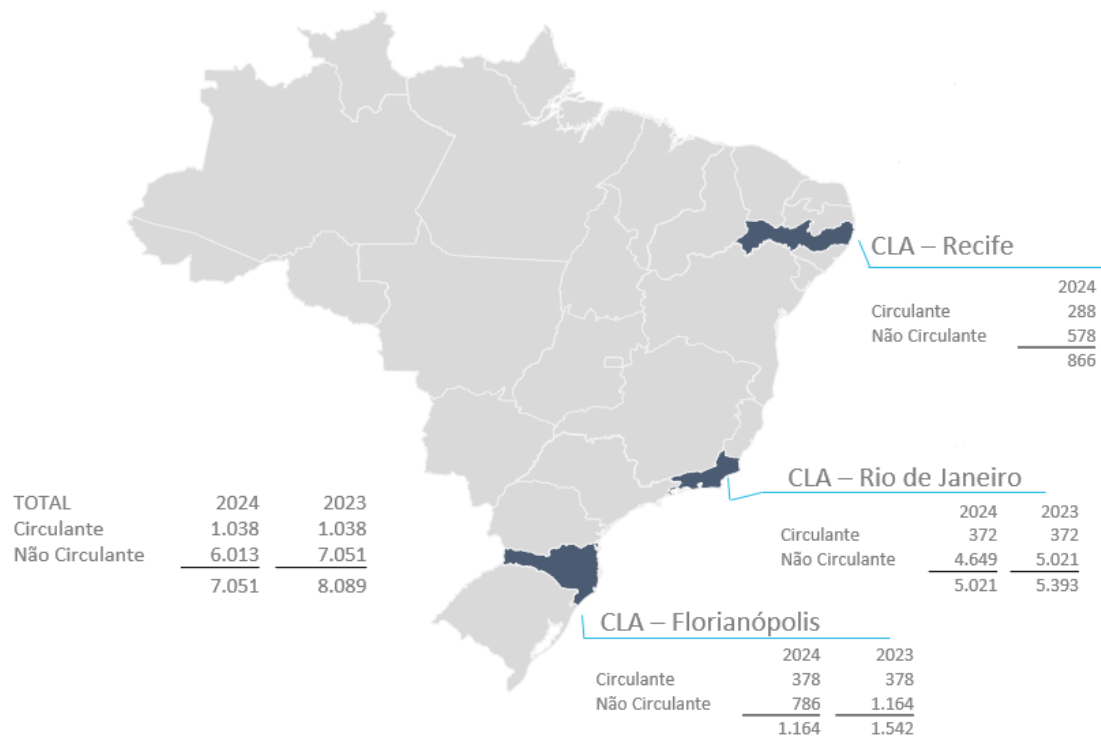 CLA – Recife
2024
Circulante 288
Não Circulante 578
866
CLA – Rio de Janeiro
2024 2023
Circulante 372 372
Não Circulante 4.649 5.021
5.021 5.393
TOTAL 2024 2023
Circulante 1.038 1.038
Não Circulante 6.013 7.051
7.051 8.089
CLA – Florianópolis
2024 2023
Circulante 378 378
Não Circulante 786 1.164
1.164 1.542